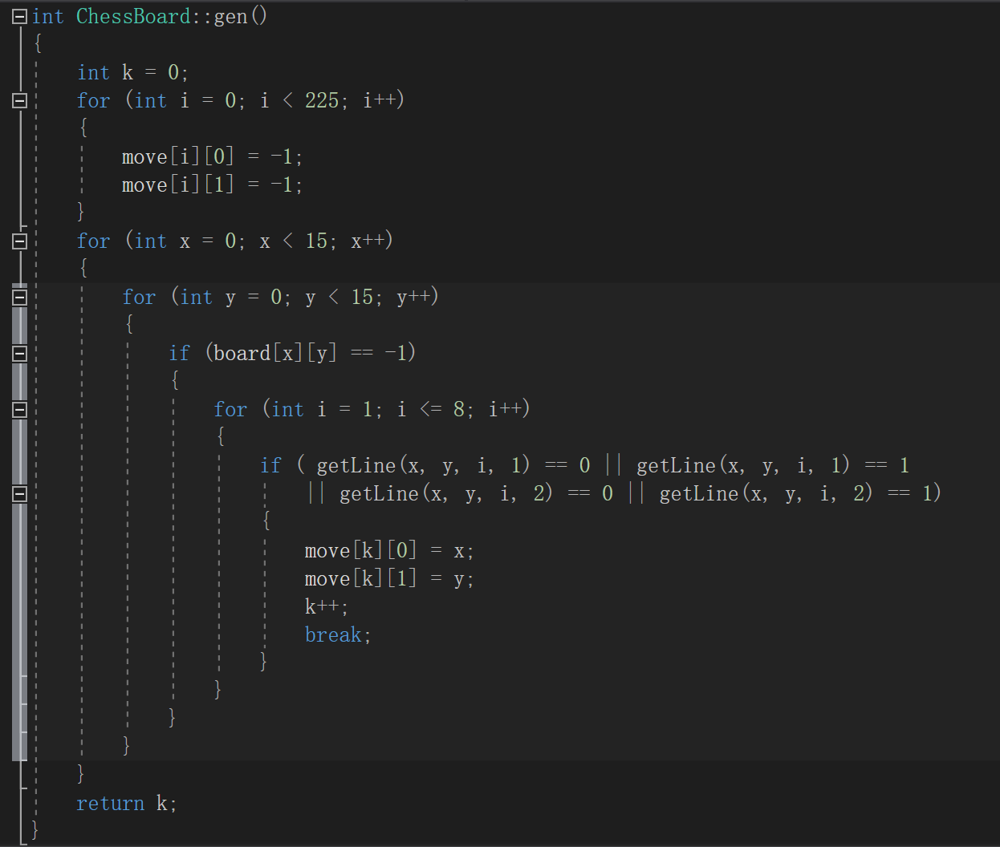 int ChessBoard::gen()
{
    int k = 0;
    for (int i = 0; i < 225; i++)
    {
        move[i][0] = -1;
        move[i][1] = -1;
    }
    for (int x = 0; x < 15; x++)
    {
        for (int y = 0; y < 15; y++)
        {
            if (board[x][y] == -1)
            {
                for (int i = 1; i <= 8; i++)
                {
                    if ( getLine(x, y, i, 1) == 0 || getLine(x, y, i, 1) == 1
                        || getLine(x, y, i, 2) == 0 || getLine(x, y, i, 2) == 1)
                    {
                        move[k][0] = x;
                        move[k][1] = y;
                        k++;
                        break;
                    }
                }
            }
        }
    }
    return k;
}